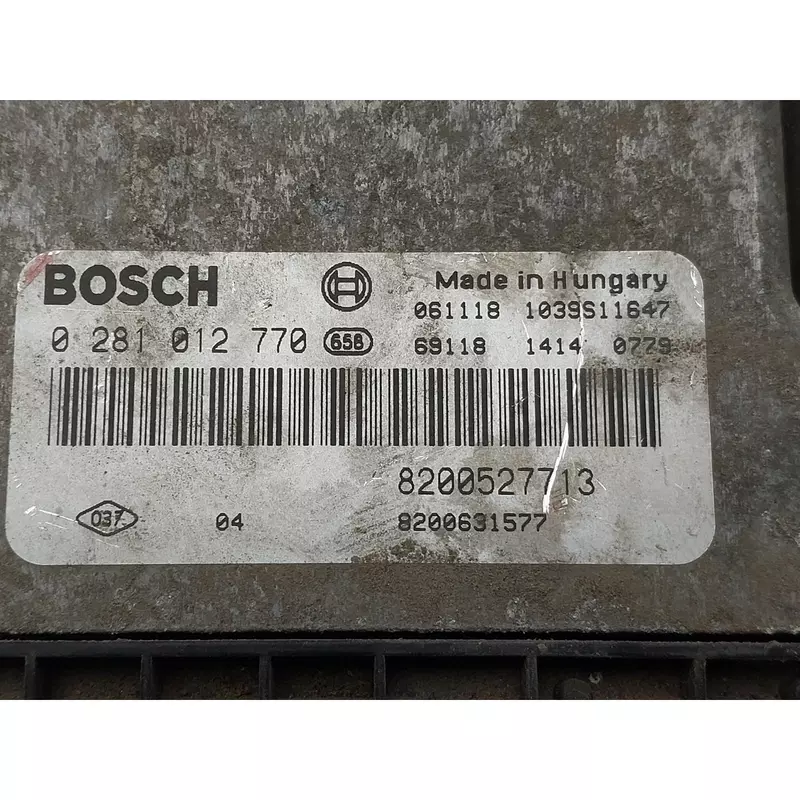 BOSCH Made in Hungary
061118 1039S11647
0 281 012 770 658 69118 1414 0779
8200527713
037 04 8200631577